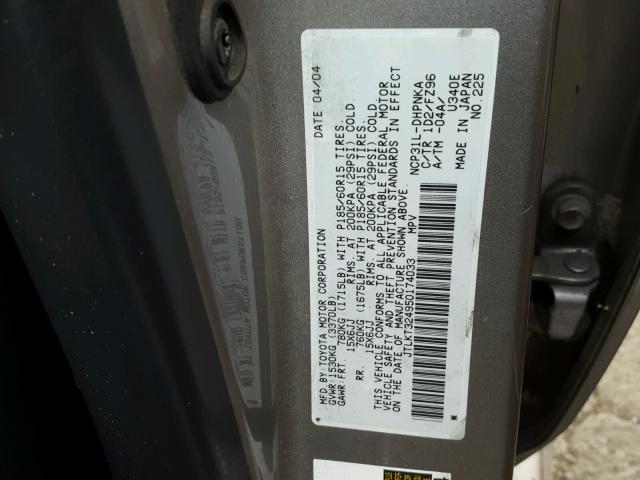 MFD.BY:TOYOTA MOTOR CORPORATION DATE 04/04
GVWR:1530KG(3370LB)
GAWR:FRT. 780KG (1715LB) WITH P185/60R15 TIRES.
15X6JJ RIMS. AT 200KPA (29PSI) COLD.
RR. 760KG (1675LB) WITH P185/60R15 TIRES.
15X6JJ RIMS. AT 200KPA (29PSI) COLD.
THIS VEHICLE CONFORMS TO ALL APPLICABLE FEDERAL MOTOR
VEHICLE SAFETY AND THEFT PREVENTION STANDARDS IN EFFECT
ON THE DATE OF MANUFACTURE SHOWN ABOVE.
JTLKT324950174033 MPV
NCP31L-DHPNKA
C/TR 1D2/FZ96
A/TM -04A/ U340E
MADE IN JAPAN
NO.225